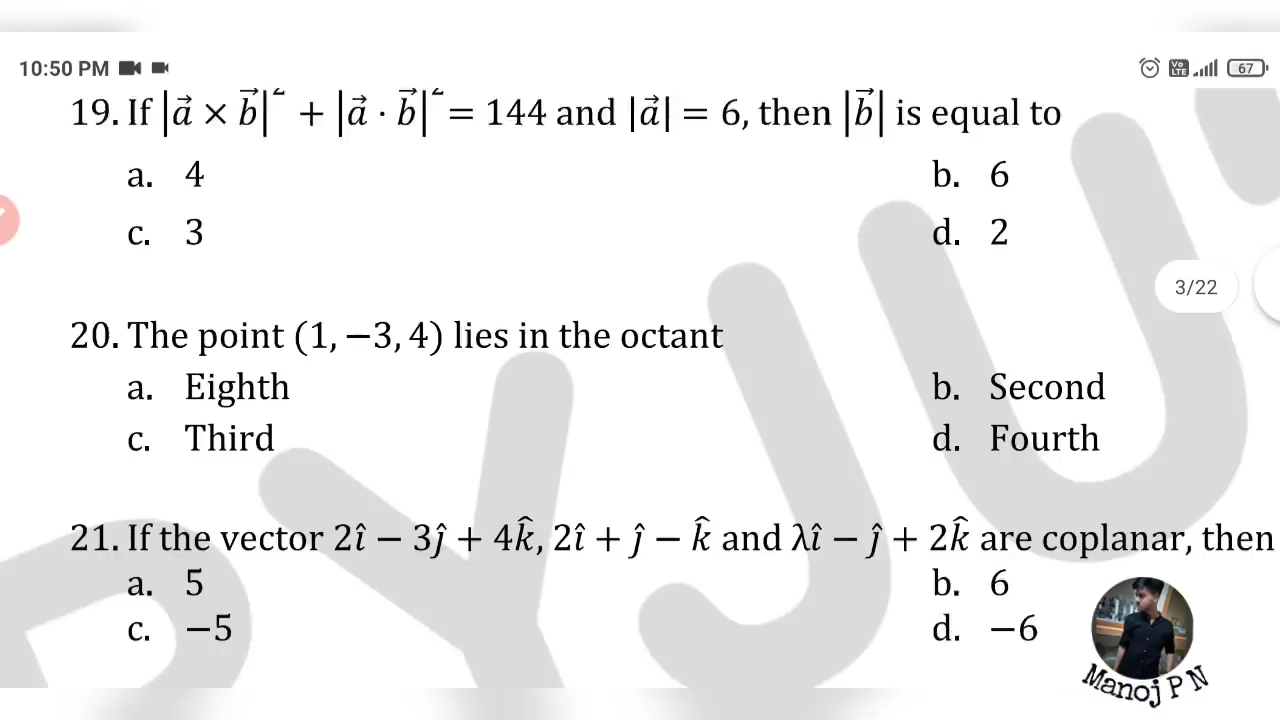 10:50 PM
VoLTE 67
19. If |a⃗ × b⃗|² + |a⃗ · b⃗|² = 144 and |a⃗| = 6, then |b⃗| is equal to
a. 4 b. 6
c. 3 d. 2
3/22
20. The point (1, −3, 4) lies in the octant
a. Eighth b. Second
c. Third d. Fourth
21. If the vector 2î − 3ĵ + 4k̂, 2î + ĵ − k̂ and λî − ĵ + 2k̂ are coplanar, then
a. 5 b. 6
c. −5 d. −6
BYJU'
Manoj P N